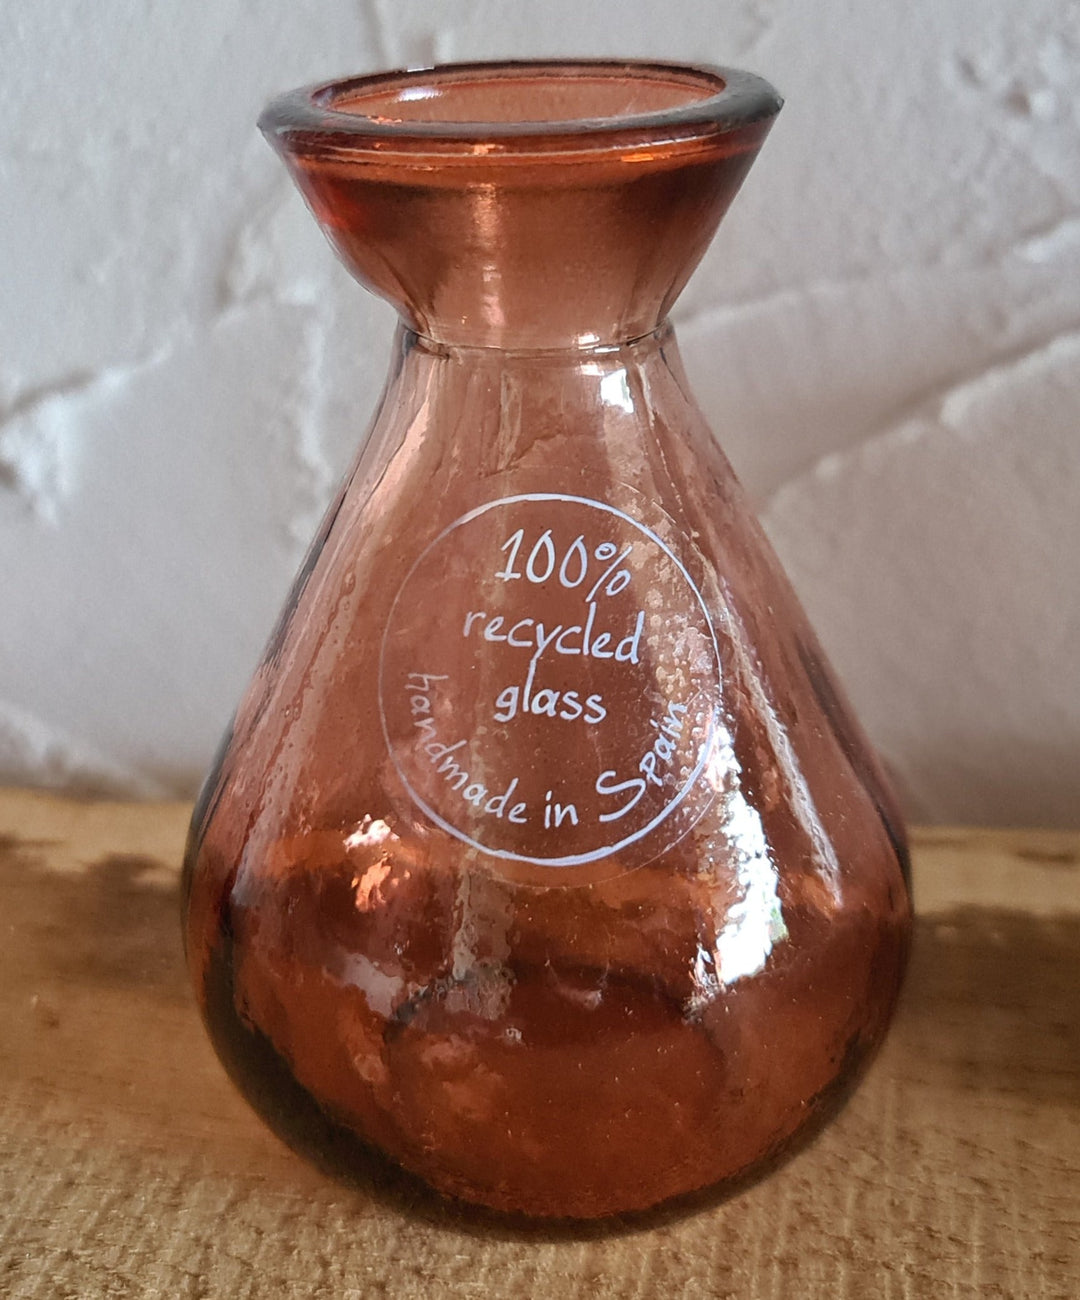 100%
recycled
glass
handmade in Spain